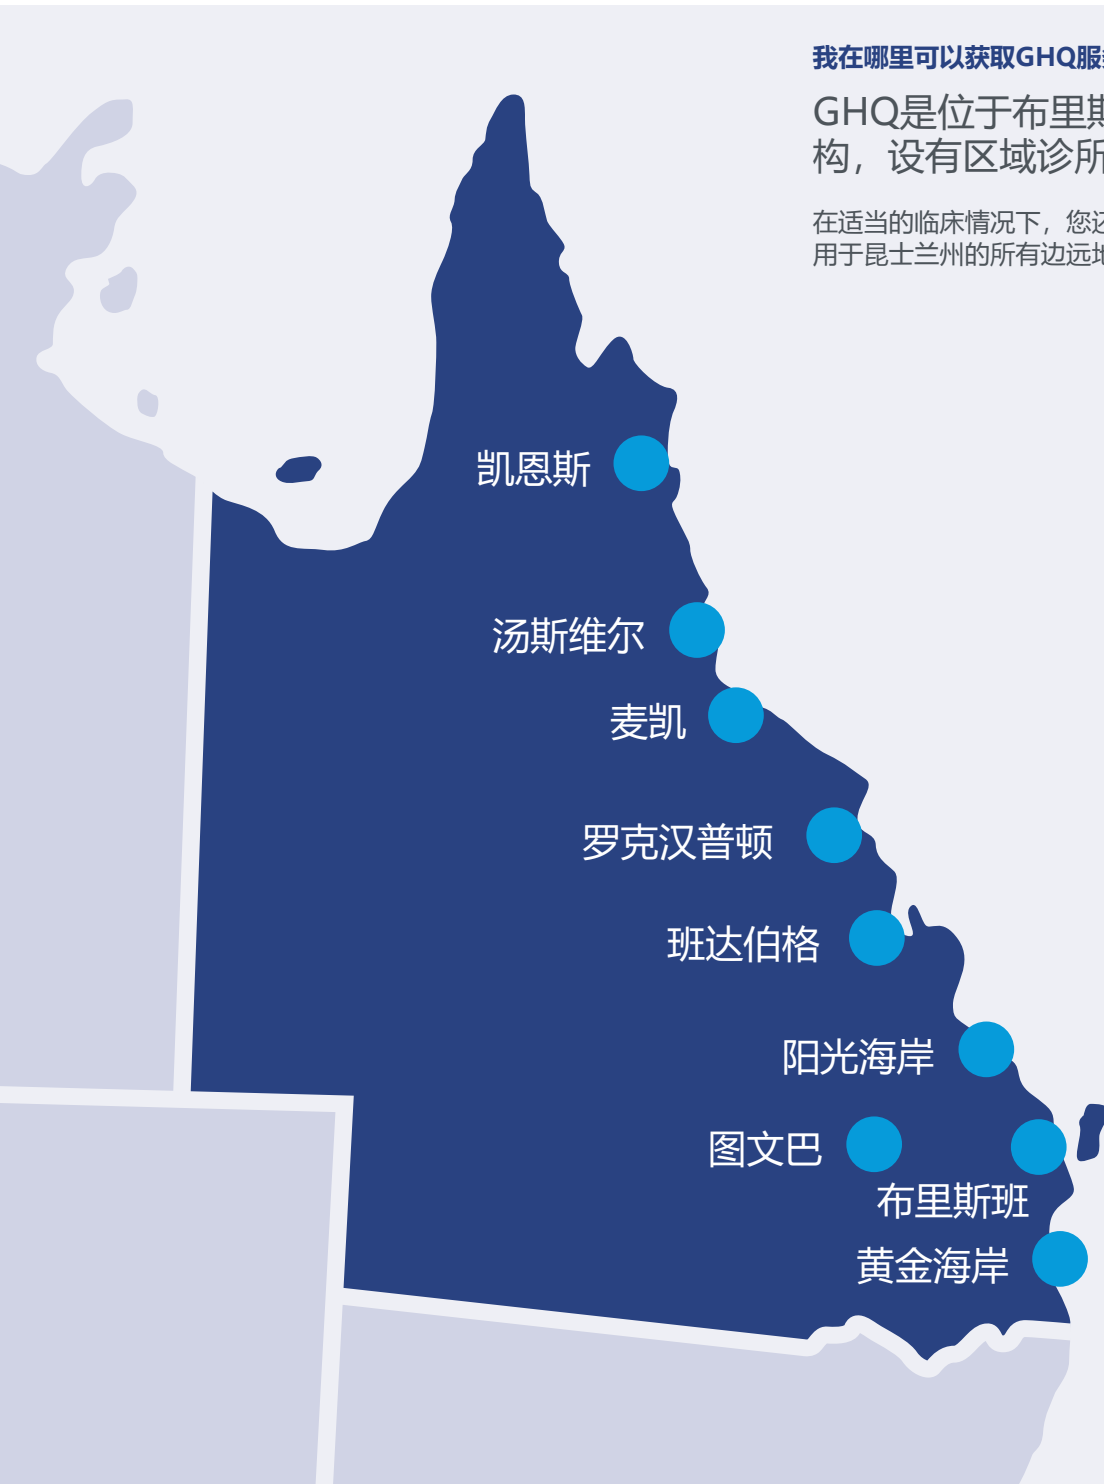 我在哪里可以获取GHQ服
GHQ是位于布里斯
构，设有区域诊所
在适当的临床情况下，您还
用于昆士兰州的所有边远地
凯恩斯
汤斯维尔
麦凯
罗克汉普顿
班达伯格
阳光海岸
图文巴
布里斯班
黄金海岸